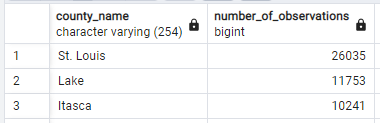 county_name number_of_observations
character varying (254) bigint
1 St. Louis 26035
2 Lake 11753
3 Itasca 10241